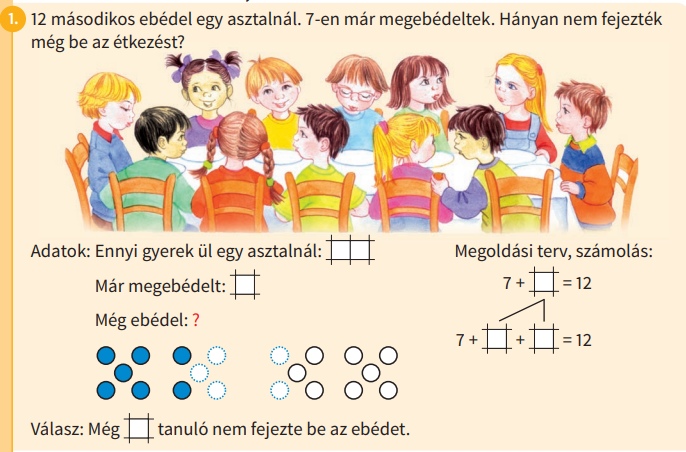 1. 12 másodikos ebédel egy asztalnál. 7-en már megebédeltek. Hányan nem fejezték
még be az étkezést?
Adatok: Ennyi gyerek ül egy asztalnál:
Már megebédelt:
Még ebédel: ?
Megoldási terv, számolás:
7 + = 12
7 + + = 12
Válasz: Még tanuló nem fejezte be az ebédet.